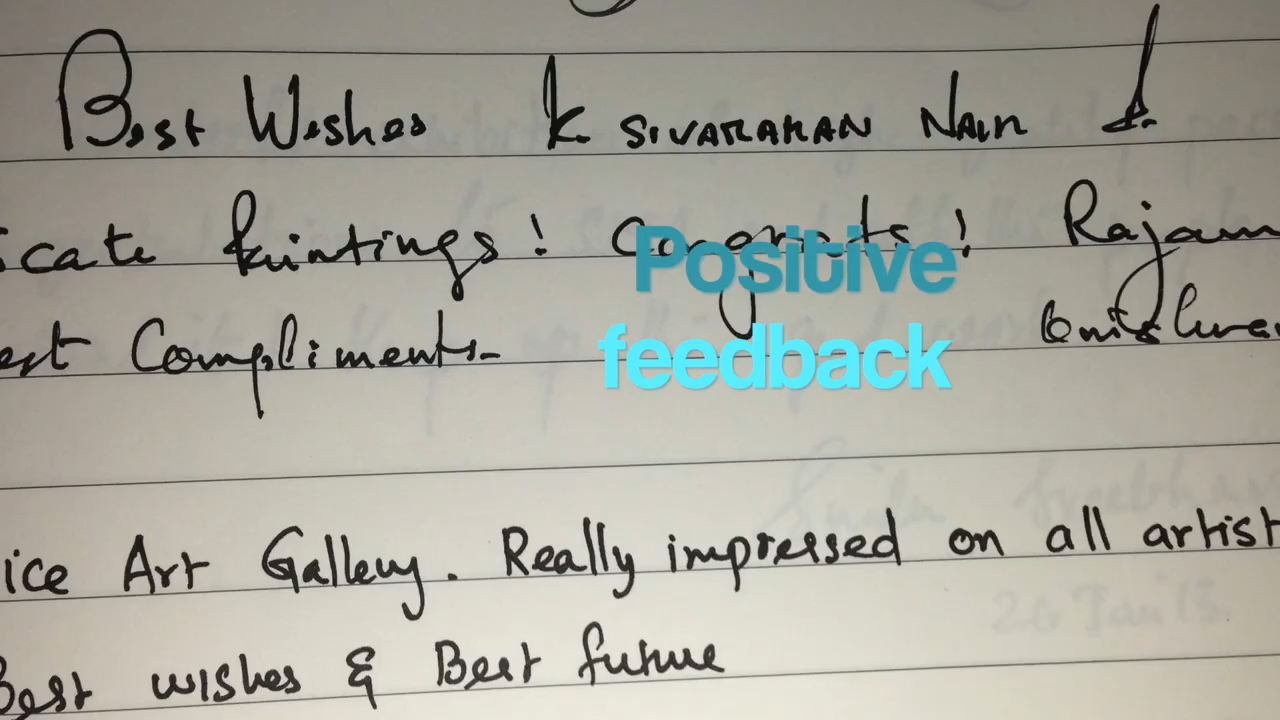 Best Wishes K SIVARAMAN NAIR
icate Paintings! Congrats! Rajam
est Compliments.
Positive
feedback
ice Art Gallery. Really impressed on all artist
Best wishes & Best future